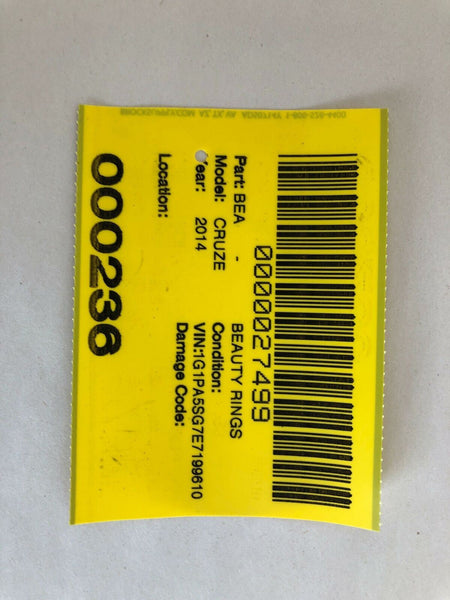 0000027499
Part: BEA - BEAUTY RINGS
Model: CRUZE Condition:
Year: 2014 VIN:1G1PA5SG7E7199610
Damage Code:
Location:
000236